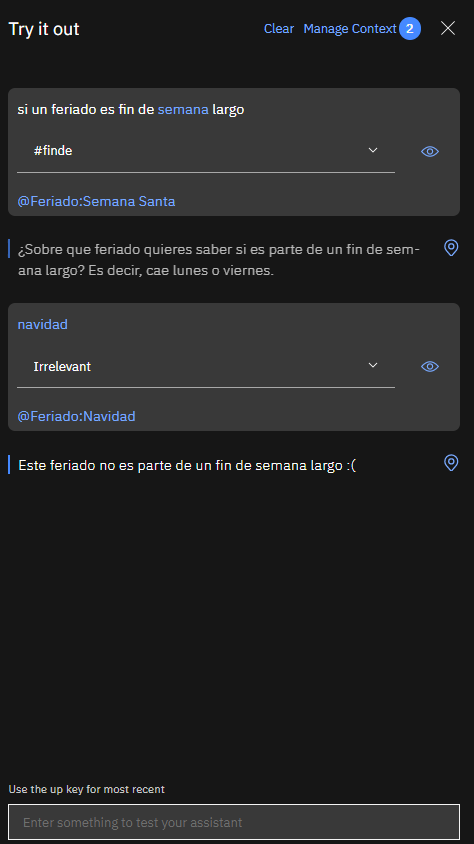 Try it out
Clear Manage Context 2
si un feriado es fin de semana largo
#finde
@Feriado:Semana Santa
¿Sobre que feriado quieres saber si es parte de un fin de sem-
ana largo? Es decir, cae lunes o viernes.
navidad
Irrelevant
@Feriado:Navidad
Este feriado no es parte de un fin de semana largo :(
Use the up key for most recent
Enter something to test your assistant